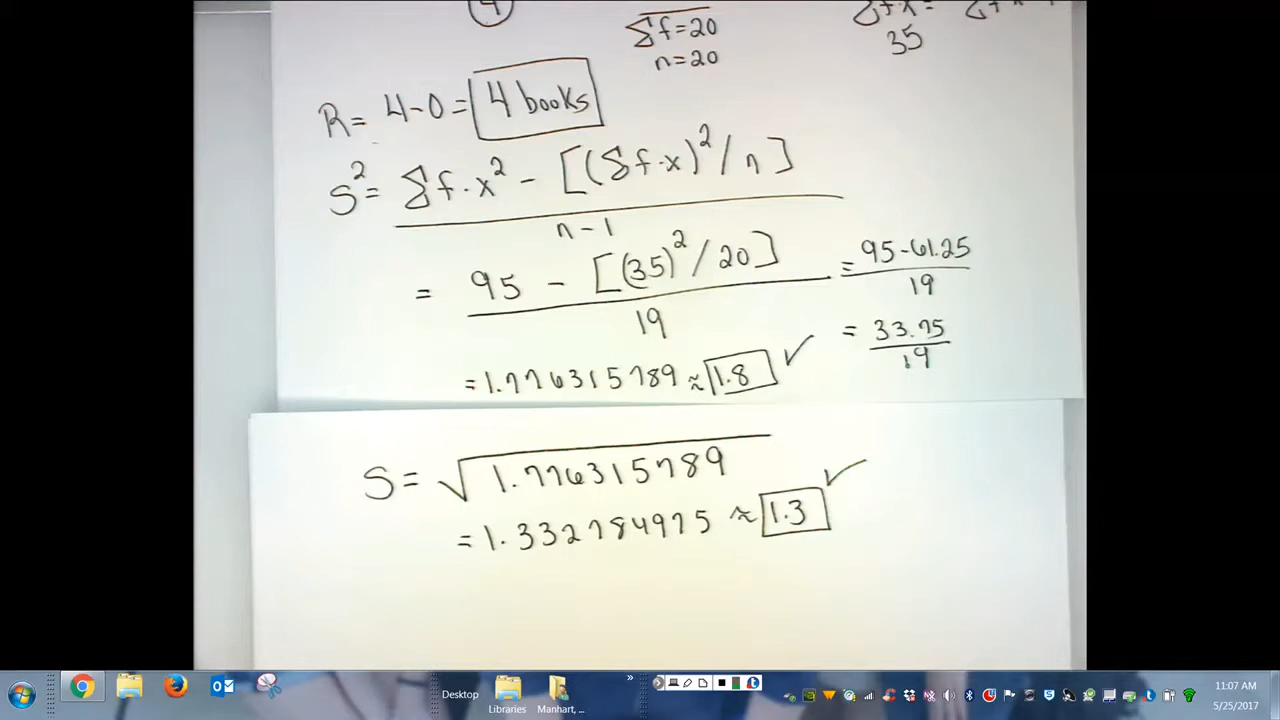 4
Σf=20
n=20
Σf·x=
35
R= 4-0= 4 books
S²= Σf·x² - [(Σf·x)²/n]
n-1
= 95 - [(35)²/20]
19
= 95-61.25
19
= 33.75
19
=1.776315789 ≈ 1.8 ✓
S= √1.776315789
=1.332784975 ≈ 1.3 ✓
Desktop
Libraries
Manhart, ...
»
11:07 AM
5/25/2017